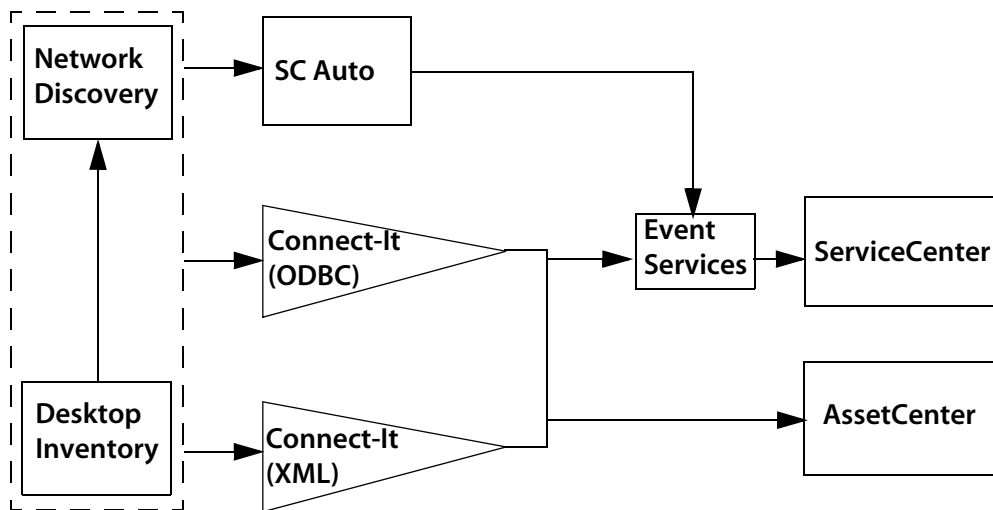 Network
Discovery
SC Auto
Connect-It
(ODBC)
Event
Services
ServiceCenter
Desktop
Inventory
Connect-It
(XML)
AssetCenter